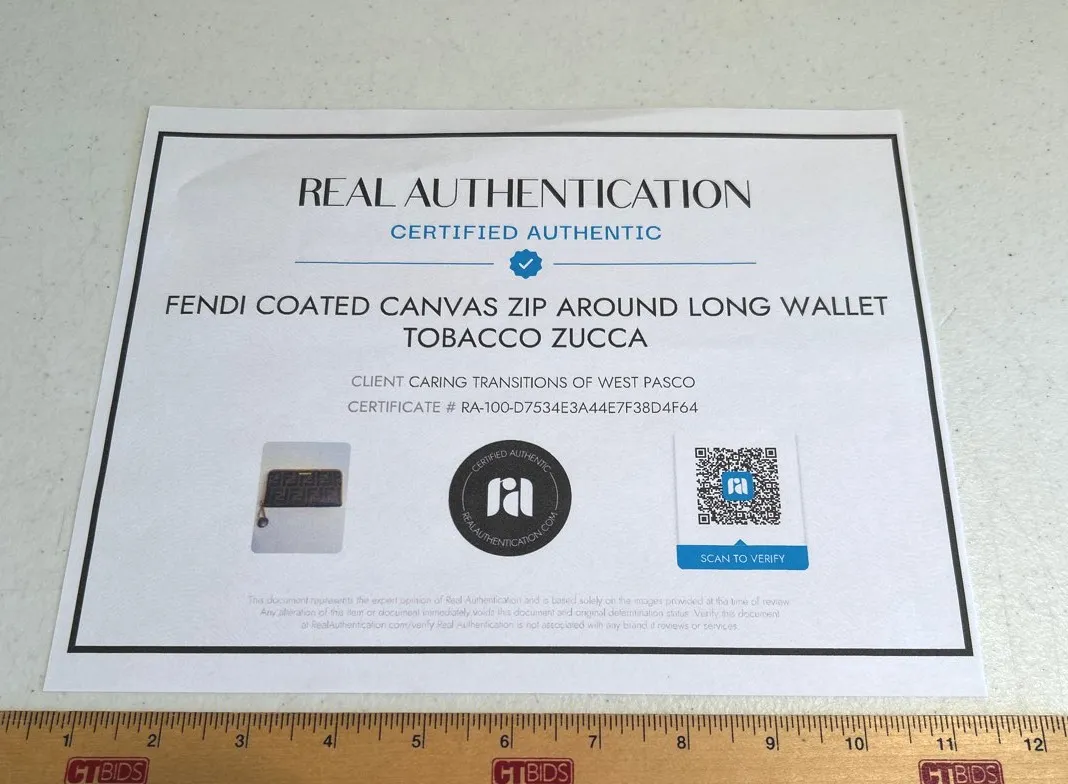 REAL AUTHENTICATION
CERTIFIED AUTHENTIC
FENDI COATED CANVAS ZIP AROUND LONG WALLET
TOBACCO ZUCCA
CLIENT CARING TRANSITIONS OF WEST PASCO
CERTIFICATE # RA-100-D7534E3A44E7F38D4F64
CERTIFIED AUTHENTIC
ra
REALAUTHENTICATION.COM
ra
SCAN TO VERIFY
This document represents the expert opinion of Real Authentication and is based solely on the images provided at the time of review.
Any alteration of this item or document immediately voids this document and original determination status. Verify this document
at RealAuthentication.com/verify Real Authentication is not associated with any brand it reviews or services.
1 2 3 4 5 6 7 8 9 10 11 12
CTBIDS CTBIDS CTBIDS